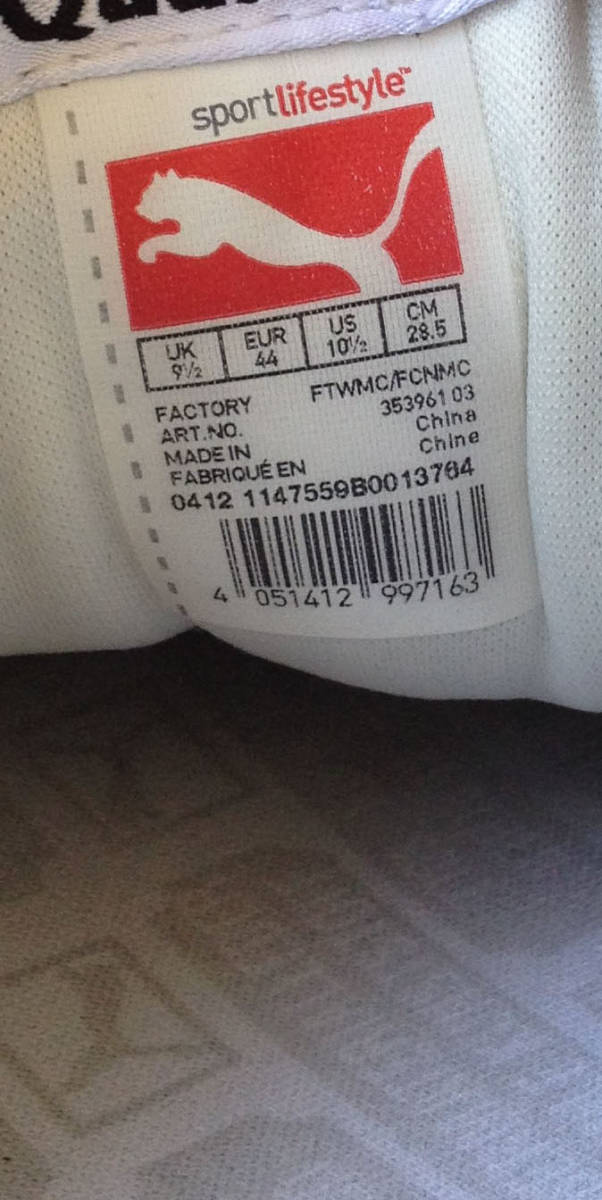 sportlifestyle™
UK EUR US CM
9½ 44 10½ 28.5
FACTORY FTWMC/FCNMC
ART.NO. 353961 03
MADE IN China
FABRIQUÉ EN Chine
0412 1147559B0013764
4 051412 997163